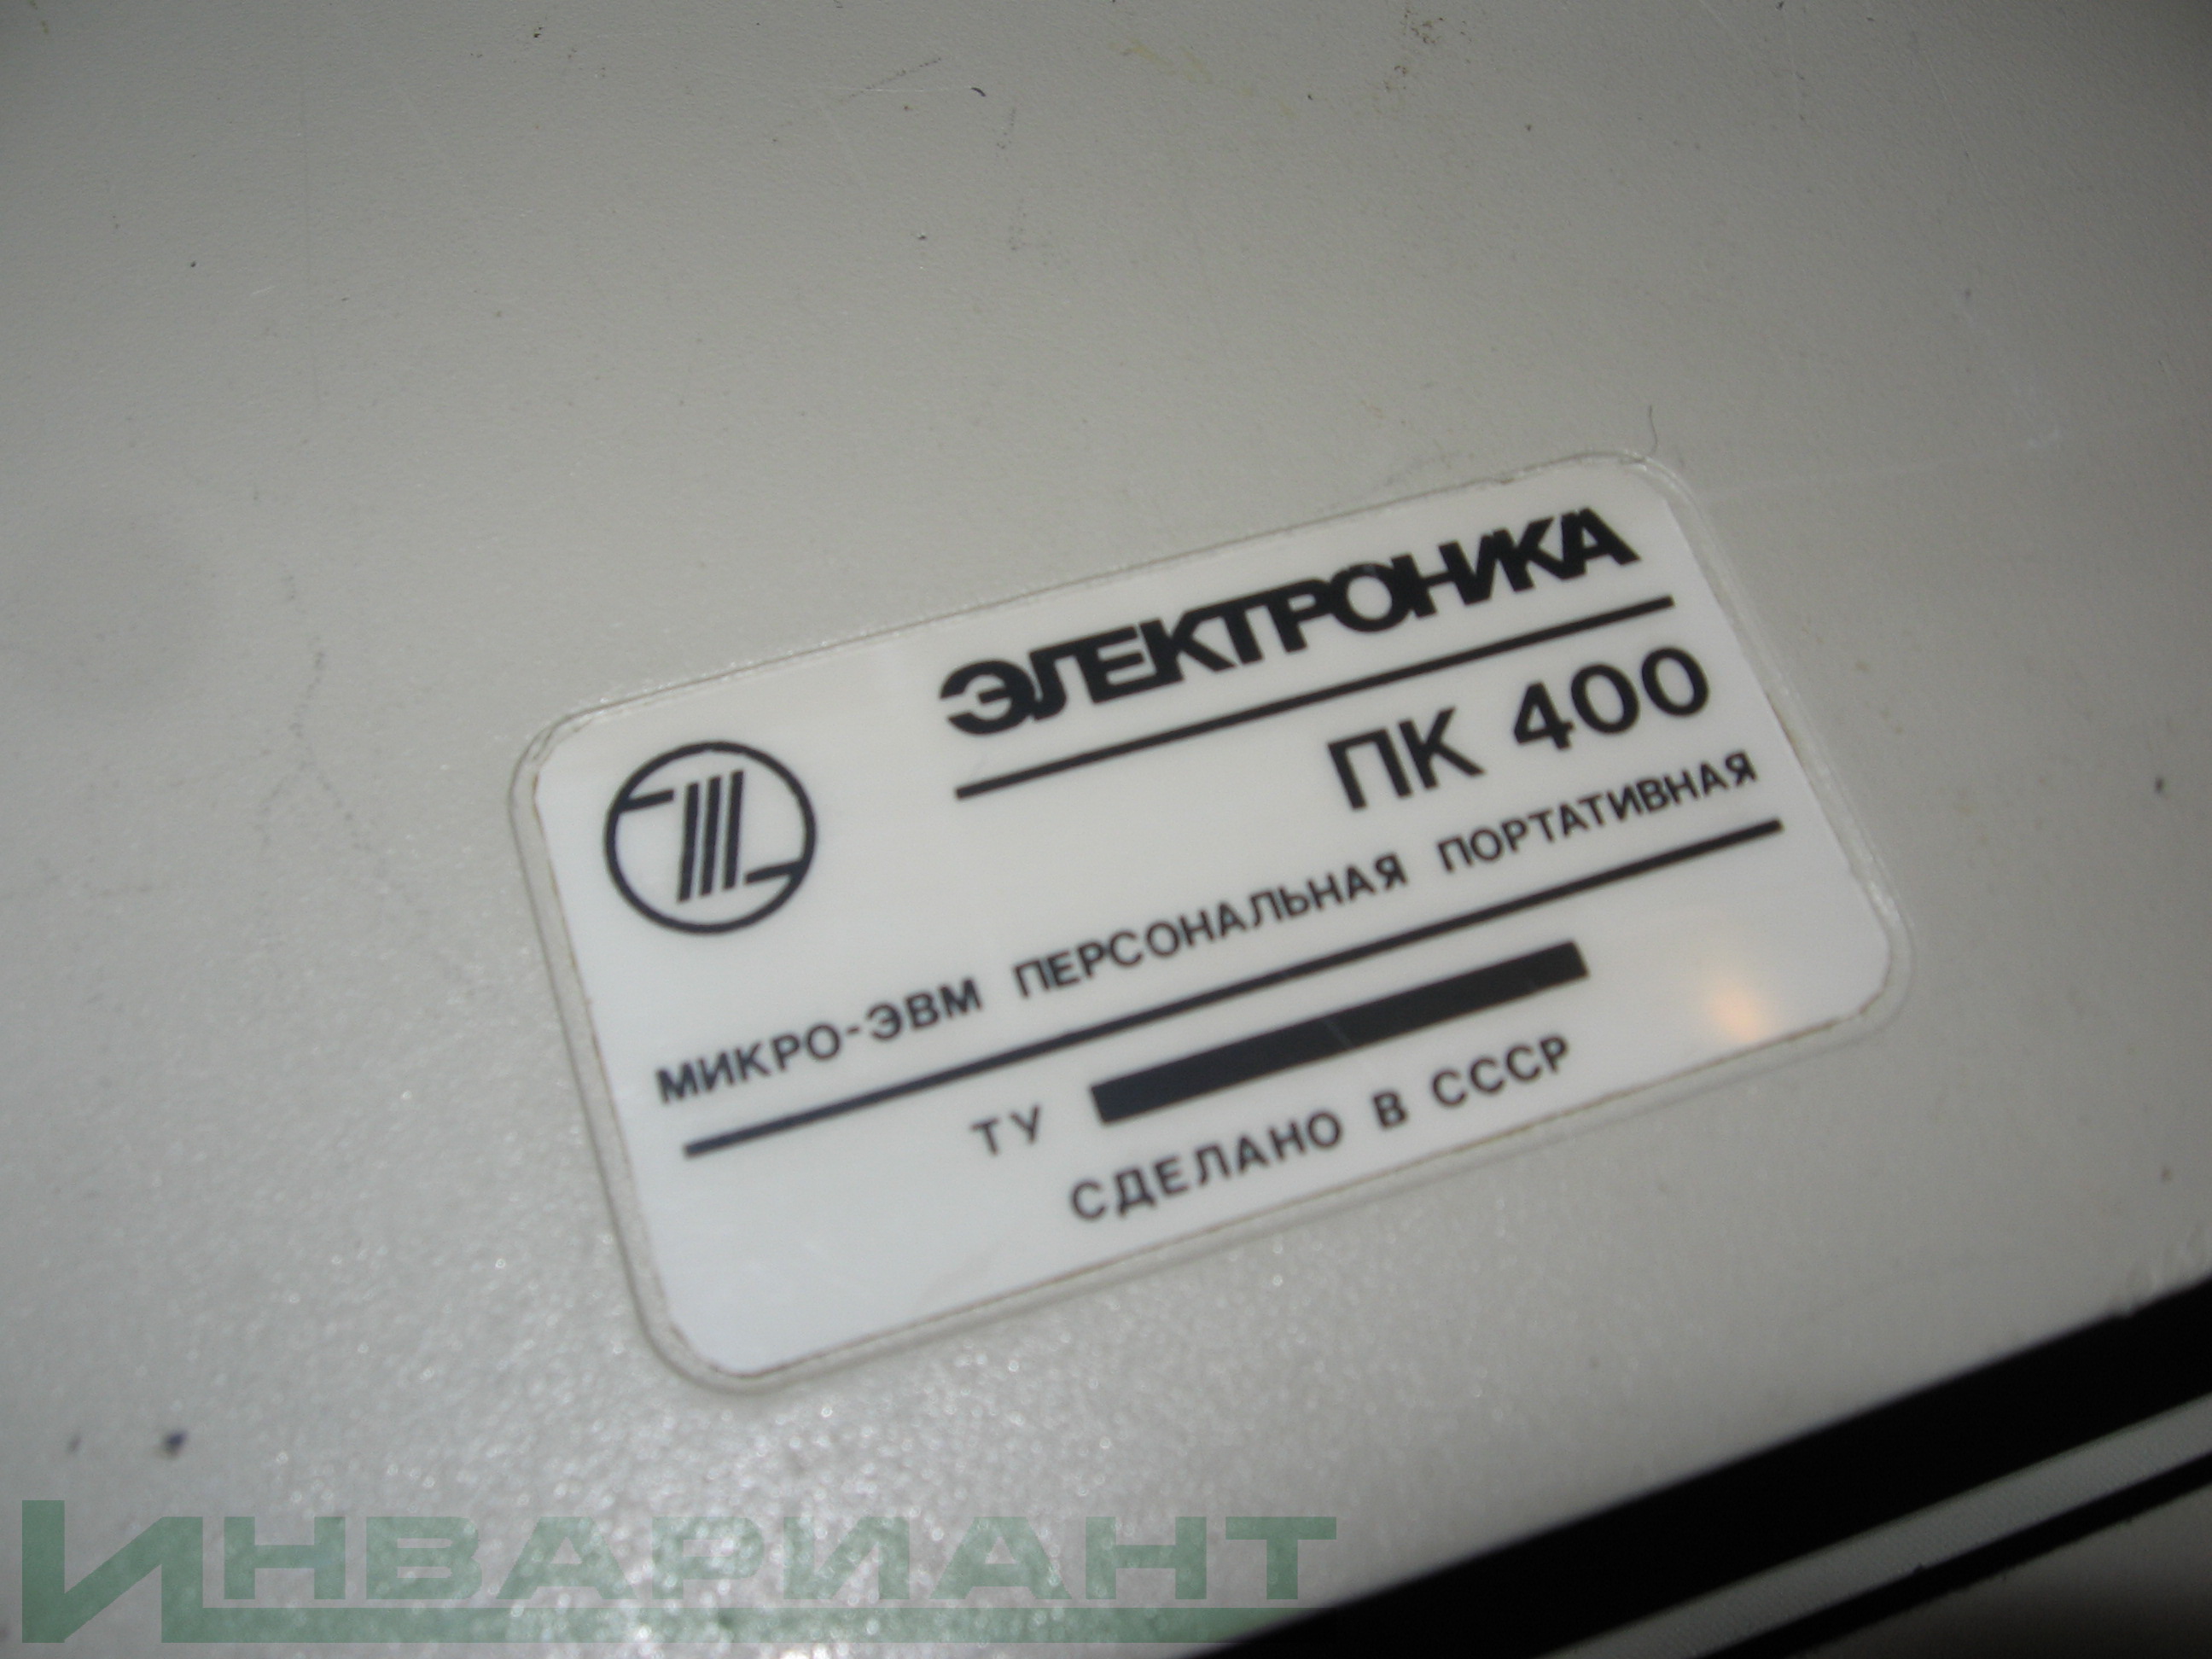 ЭЛЕКТРОНИКА
ПК 400
МИКРО-ЭВМ ПЕРСОНАЛЬНАЯ ПОРТАТИВНАЯ
ТУ
СДЕЛАНО В СССР
ИНВАРИАНТ